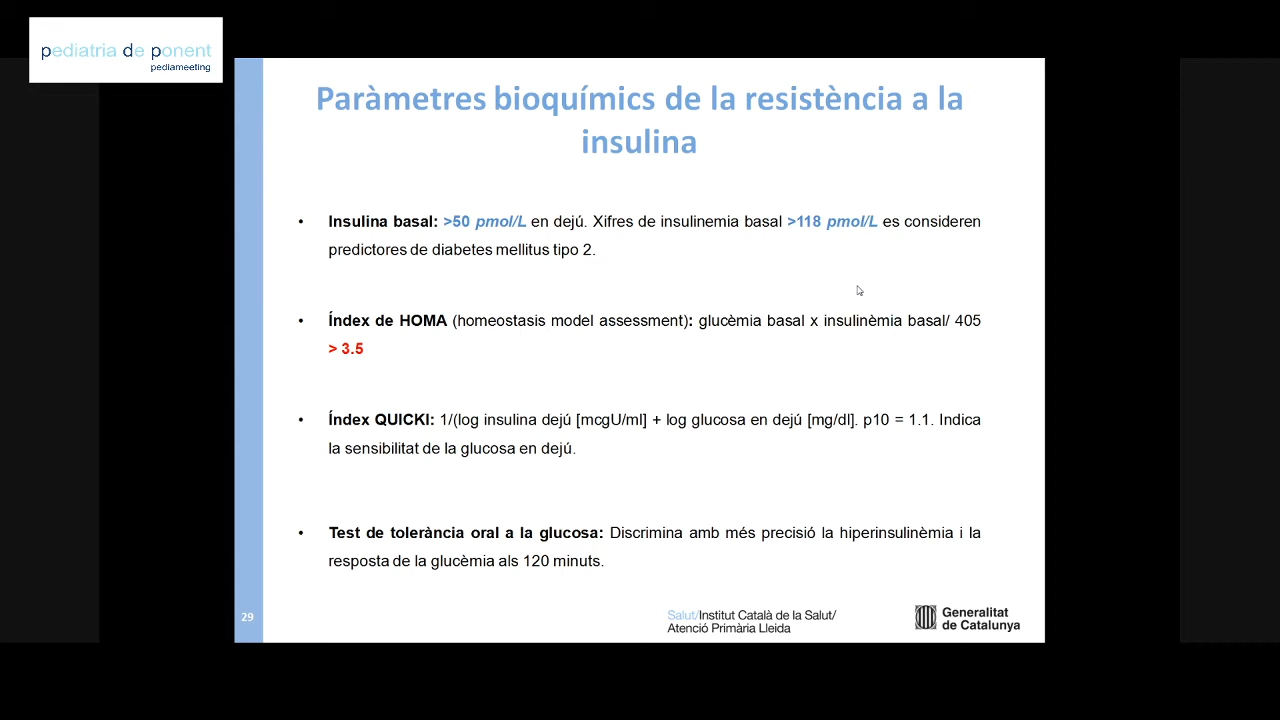 pediatria de ponent
pediameeting
Paràmetres bioquímics de la resistència a la
insulina
• Insulina basal: >50 pmol/L en dejú. Xifres de insulinemia basal >118 pmol/L es consideren
predictores de diabetes mellitus tipo 2.
• Índex de HOMA (homeostasis model assessment): glucèmia basal x insulinèmia basal/ 405
> 3.5
• Índex QUICKI: 1/(log insulina dejú [mcgU/ml] + log glucosa en dejú [mg/dl]. p10 = 1.1. Indica
la sensibilitat de la glucosa en dejú.
• Test de tolerància oral a la glucosa: Discrimina amb més precisió la hiperinsulinèmia i la
resposta de la glucèmia als 120 minuts.
29
Salut/Institut Català de la Salut/
Atenció Primària Lleida
Generalitat
de Catalunya